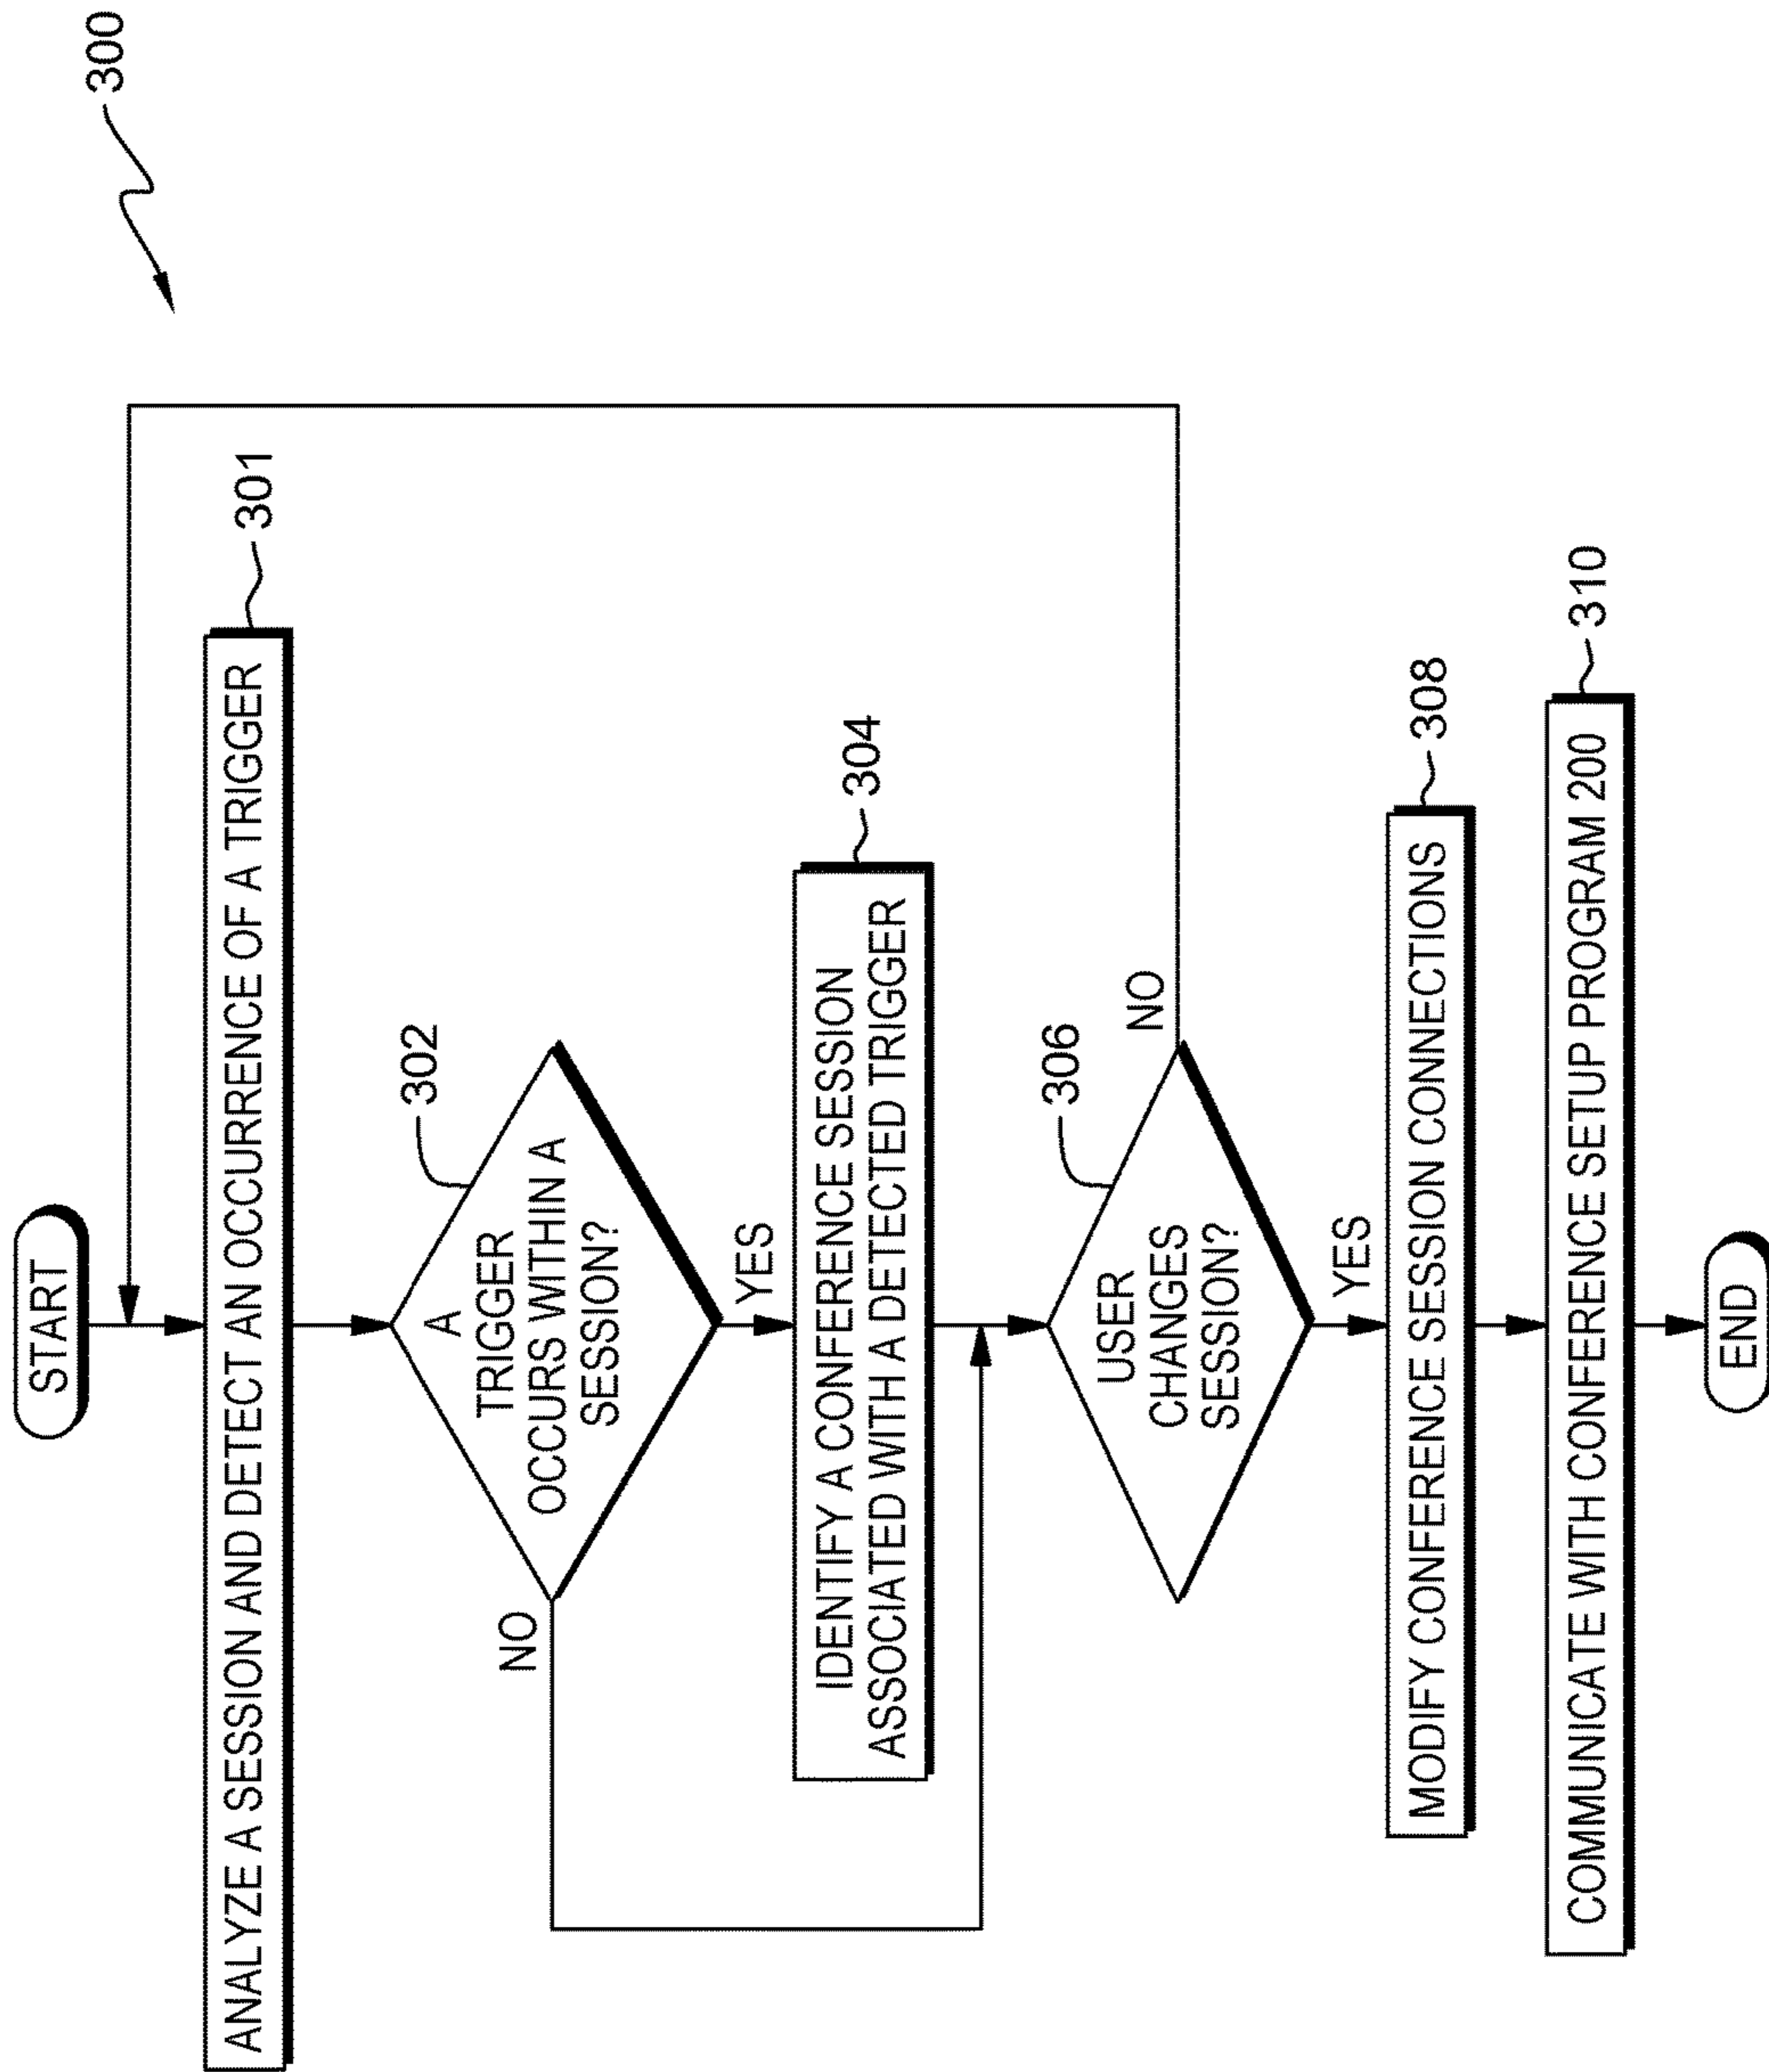 300
START
ANALYZE A SESSION AND DETECT AN OCCURRENCE OF A TRIGGER
301
302
A
TRIGGER
OCCURS WITHIN A
SESSION?
NO
YES
304
IDENTIFY A CONFERENCE SESSION
ASSOCIATED WITH A DETECTED TRIGGER
306
USER
CHANGES
SESSION?
NO
YES
308
MODIFY CONFERENCE SESSION CONNECTIONS
310
COMMUNICATE WITH CONFERENCE SETUP PROGRAM 200
END